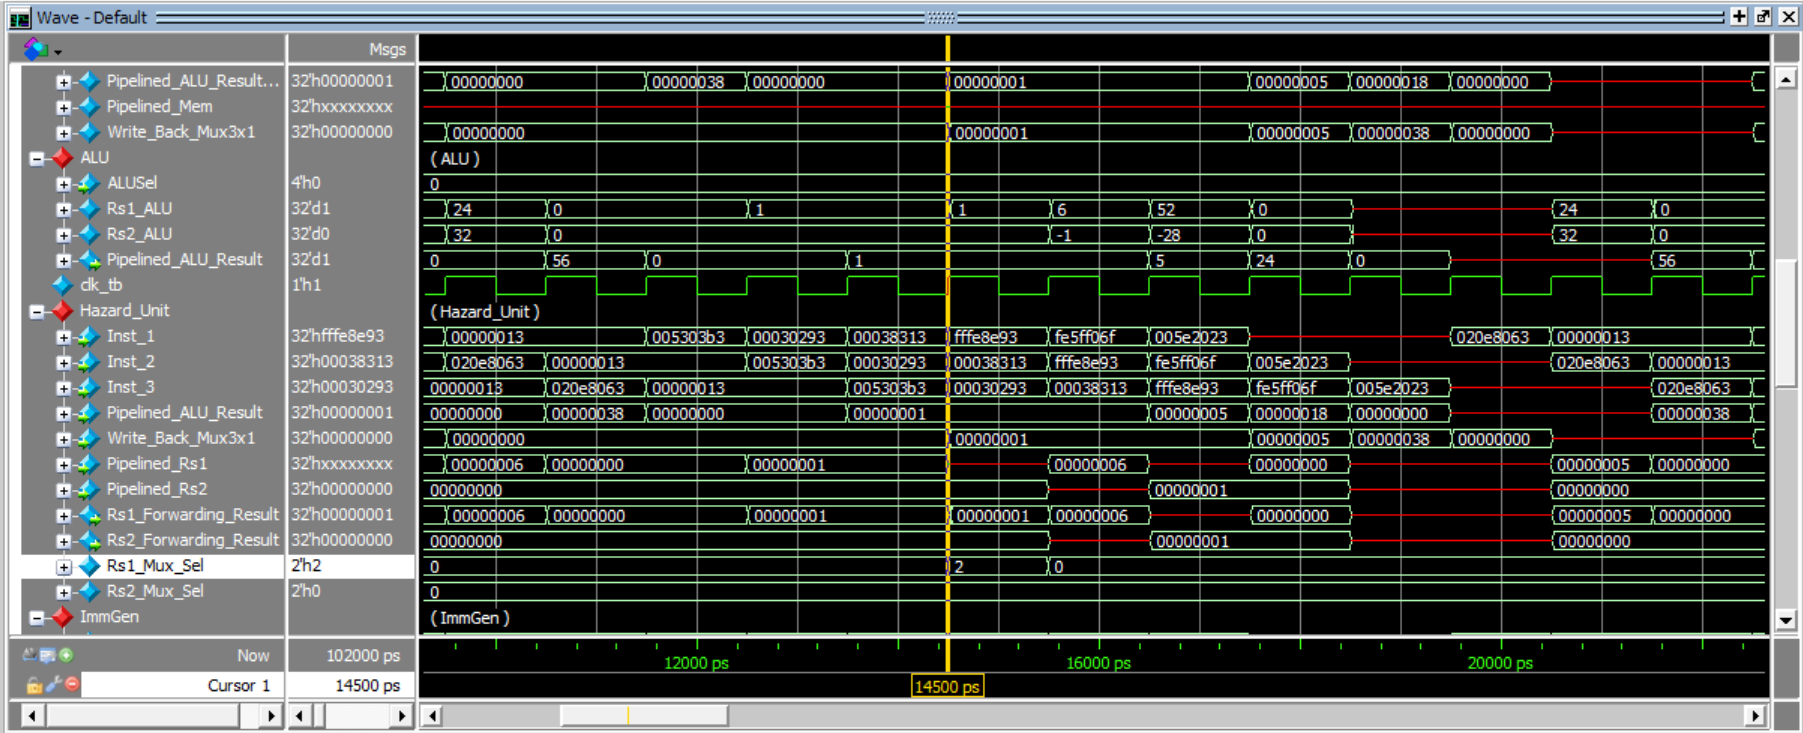 Wave - Default
Msgs
Pipelined_ALU_Result... 32'h00000001 00000000 00000038 00000000 00000001 00000005 00000018 00000000
Pipelined_Mem 32'hxxxxxxxx
Write_Back_Mux3x1 32'h00000000 00000000 00000001 00000005 00000038 00000000
ALU (ALU)
ALUSel 4'h0 0
Rs1_ALU 32'd1 24 0 1 1 6 52 0 24 0
Rs2_ALU 32'd0 32 0 -1 -28 0 32 0
Pipelined_ALU_Result 32'd1 0 56 0 1 5 24 0 56
clk_tb 1'h1
Hazard_Unit (Hazard_Unit)
Inst_1 32'hfffe8e93 00000013 005303b3 00030293 00038313 fffe8e93 fe5ff06f 005e2023 020e8063 00000013
Inst_2 32'h00038313 020e8063 00000013 005303b3 00030293 00038313 fffe8e93 fe5ff06f 005e2023 020e8063 00000013
Inst_3 32'h00030293 00000013 020e8063 00000013 005303b3 00030293 00038313 fffe8e93 fe5ff06f 005e2023 020e8063
Pipelined_ALU_Result 32'h00000001 00000000 00000038 00000000 00000001 00000005 00000018 00000000 00000038
Write_Back_Mux3x1 32'h00000000 00000000 00000001 00000005 00000038 00000000
Pipelined_Rs1 32'hxxxxxxxx 00000006 00000000 00000001 00000006 00000000 00000005 00000000
Pipelined_Rs2 32'h00000000 00000000 00000001 00000000
Rs1_Forwarding_Result 32'h00000001 00000006 00000000 00000001 00000001 00000006 00000000 00000005 00000000
Rs2_Forwarding_Result 32'h00000000 00000000 00000001 00000000
Rs1_Mux_Sel 2'h2 0 2 0
Rs2_Mux_Sel 2'h0 0
ImmGen (ImmGen)
Now 102000 ps 12000 ps 16000 ps 20000 ps
Cursor 1 14500 ps 14500 ps